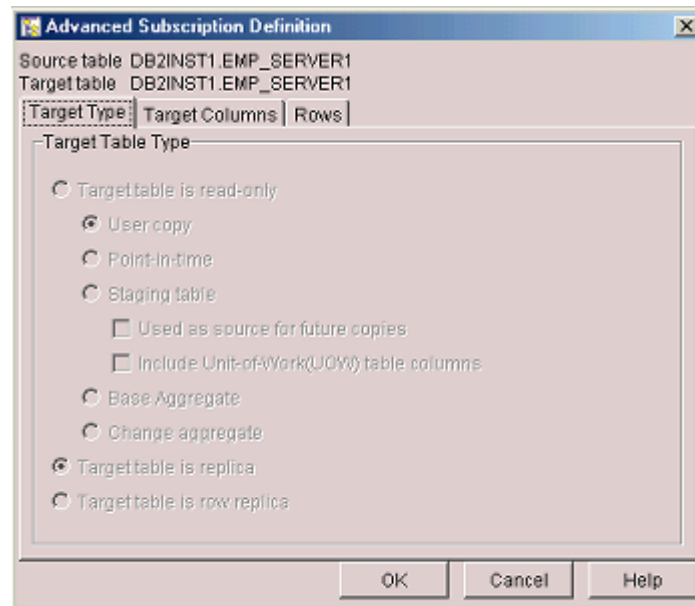 Advanced Subscription Definition
Source table DB2INST1.EMP_SERVER1
Target table DB2INST1.EMP_SERVER1
Target Type Target Columns Rows
Target Table Type
Target table is read-only
User copy
Point-in-time
Staging table
Used as source for future copies
Include Unit-of-Work(UOW) table columns
Base Aggregate
Change aggregate
Target table is replica
Target table is row replica
OK Cancel Help